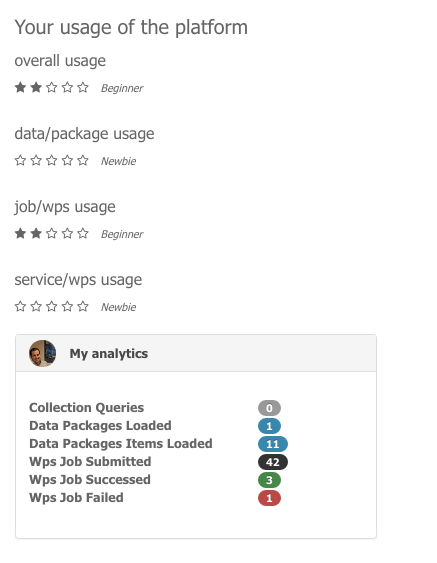 Your usage of the platform
overall usage
Beginner
data/package usage
Newbie
job/wps usage
Beginner
service/wps usage
Newbie
My analytics
Collection Queries 0
Data Packages Loaded 1
Data Packages Items Loaded 11
Wps Job Submitted 42
Wps Job Successed 3
Wps Job Failed 1